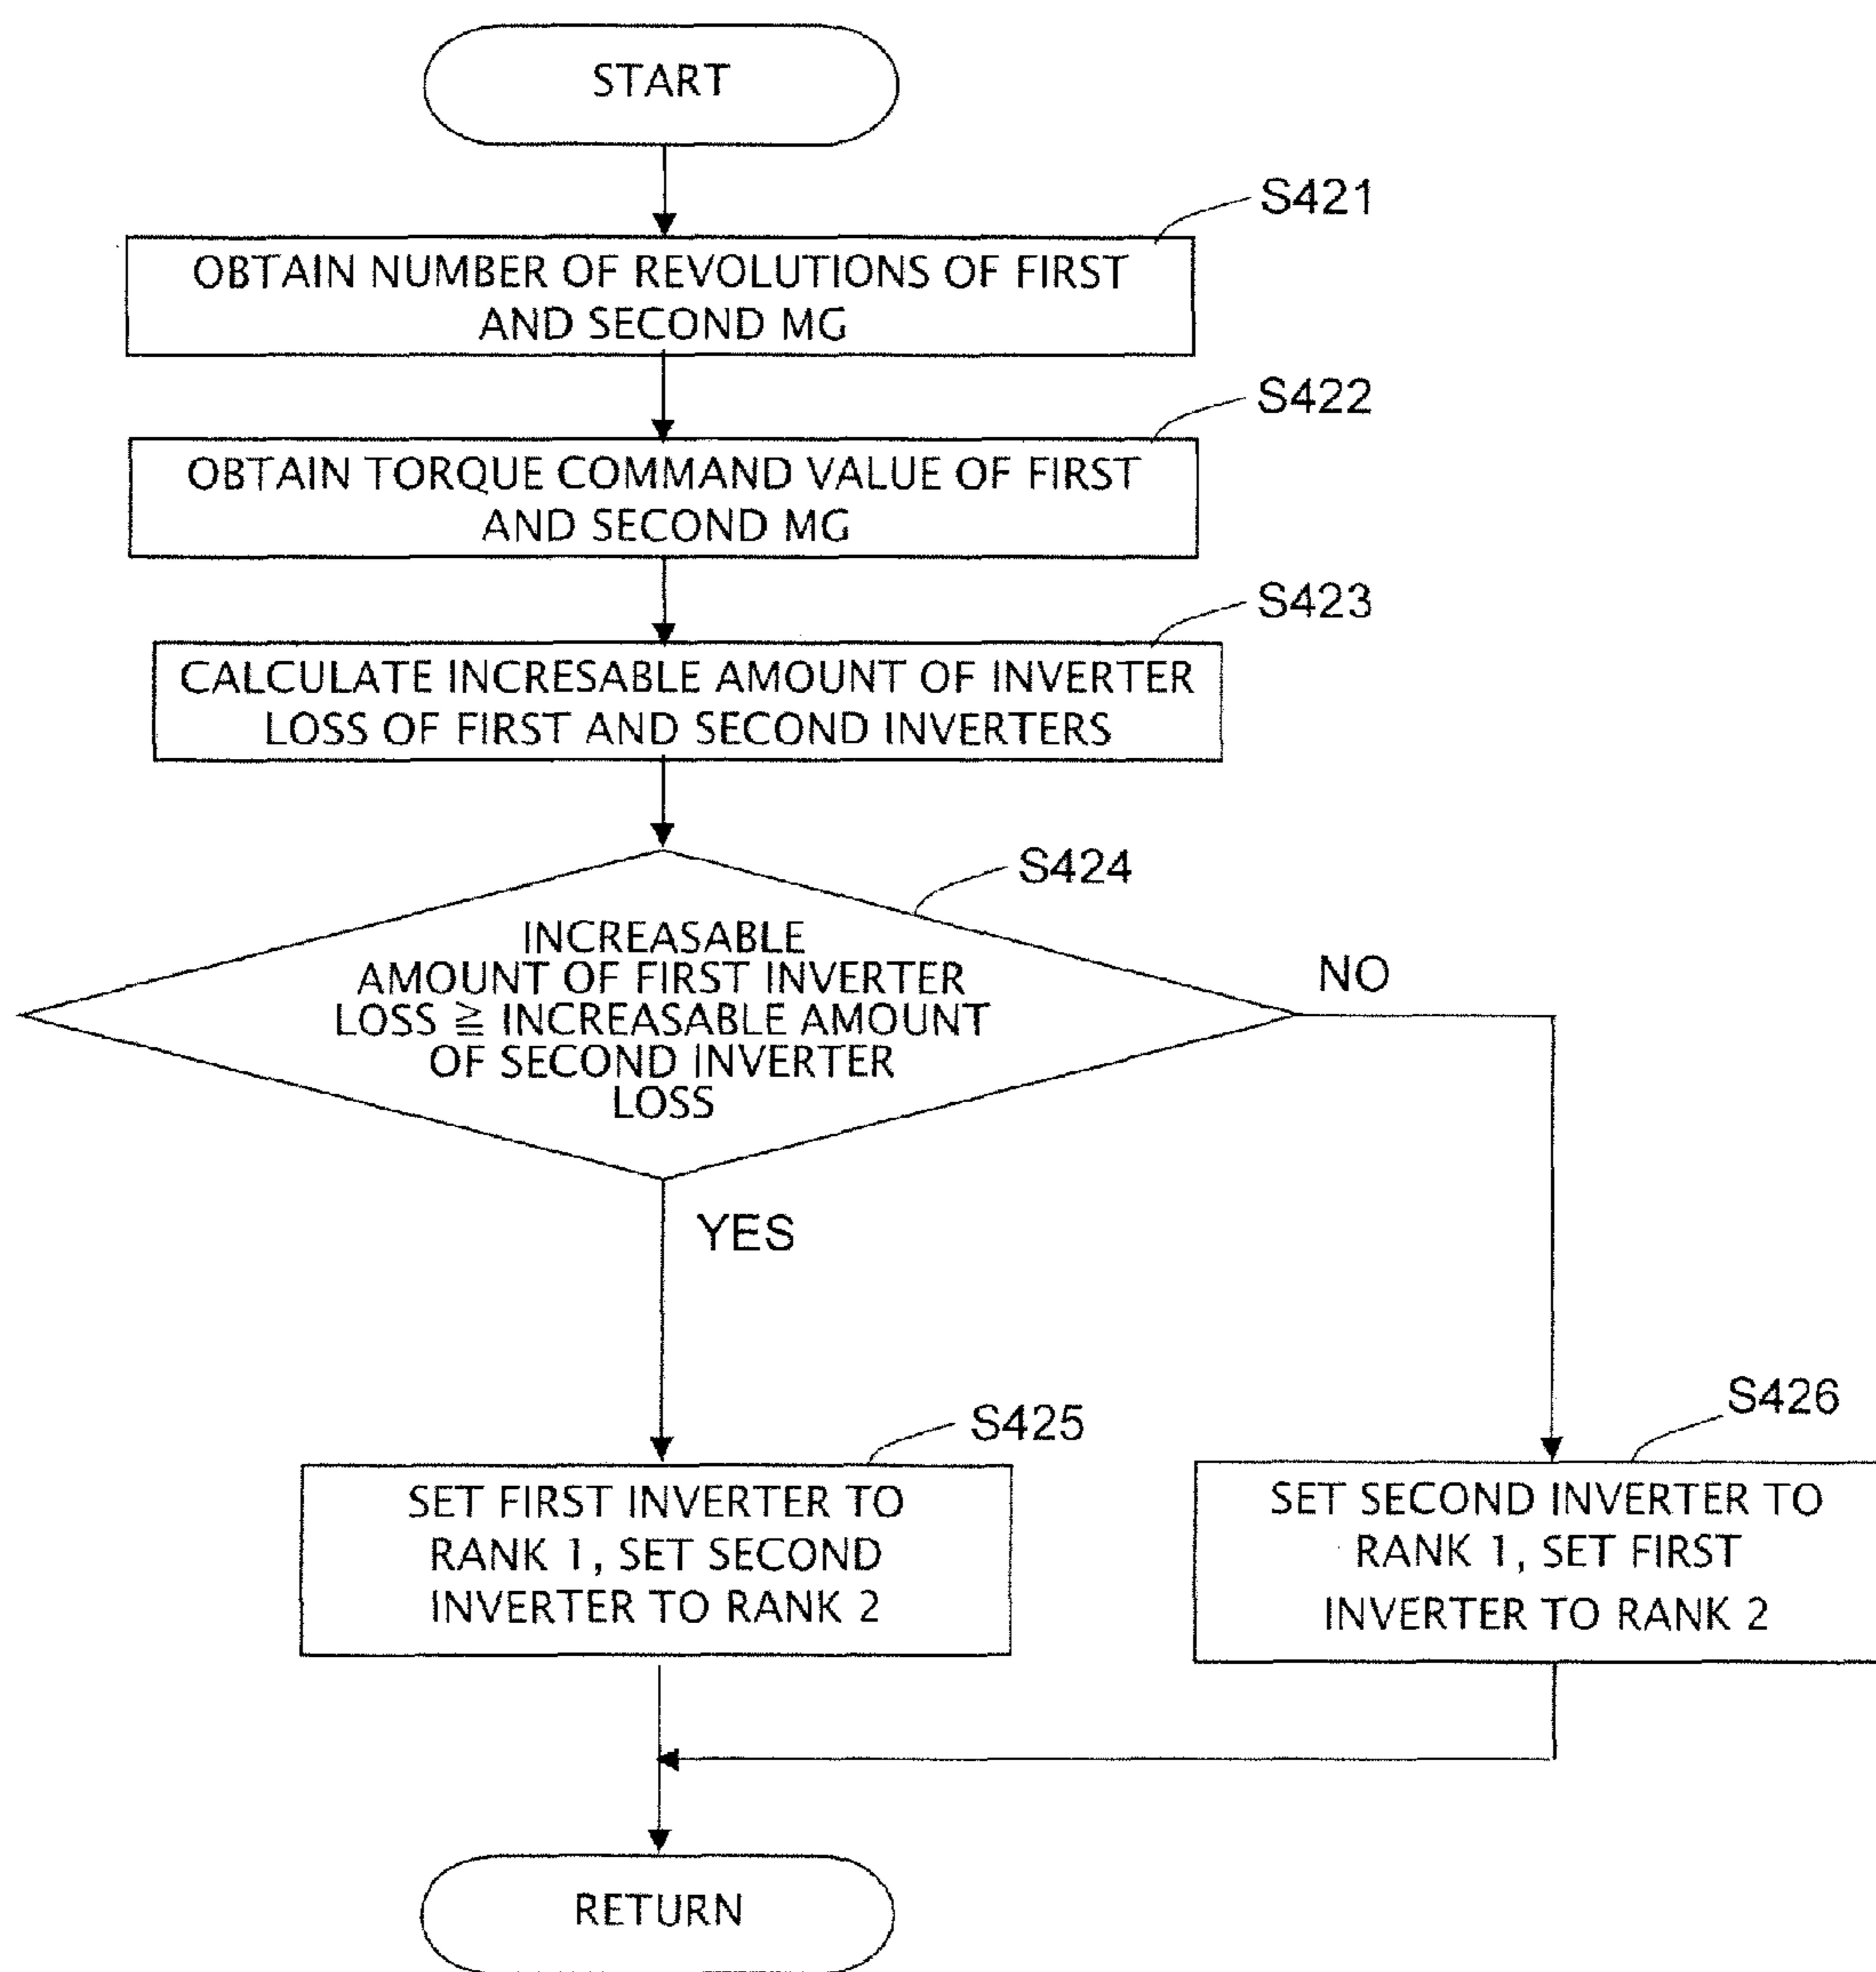 START
S421
OBTAIN NUMBER OF REVOLUTIONS OF FIRST
AND SECOND MG
S422
OBTAIN TORQUE COMMAND VALUE OF FIRST
AND SECOND MG
S423
CALCULATE INCRESABLE AMOUNT OF INVERTER
LOSS OF FIRST AND SECOND INVERTERS
S424
INCREASABLE
AMOUNT OF FIRST INVERTER
LOSS ≧ INCREASABLE AMOUNT
OF SECOND INVERTER
LOSS
NO
YES
S425
SET FIRST INVERTER TO
RANK 1, SET SECOND
INVERTER TO RANK 2
S426
SET SECOND INVERTER TO
RANK 1, SET FIRST
INVERTER TO RANK 2
RETURN